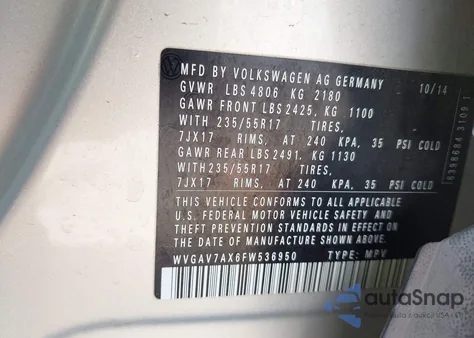 MFD BY VOLKSWAGEN AG GERMANY 10/14
GVWR LBS 4806 KG 2180
GAWR FRONT LBS 2425, KG 1100
WITH 235/55R17 TIRES,
7JX17 RIMS, AT 240 KPA, 35 PSI COLD
GAWR REAR LBS 2491, KG 1130
WITH 235/55R17 TIRES,
7JX17 RIMS, AT 240 KPA, 35 PSI COLD
THIS VEHICLE CONFORMS TO ALL APPLICABLE
U.S. FEDERAL MOTOR VEHICLE SAFETY AND
THEFT PREVENTION STANDARDS IN EFFECT ON
THE DATE OF MANUFACTURE SHOWN ABOVE.
WVGAV7AX6FW536950 TYPE: MPV
autaSnap